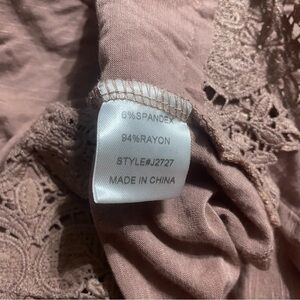 6%SPANDEX
94%RAYON
STYLE#J2727
MADE IN CHINA